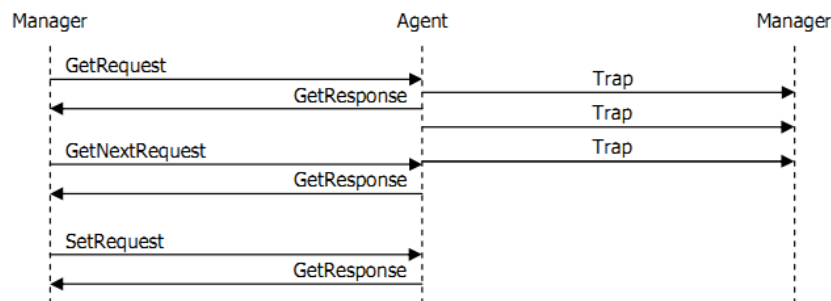 Manager Agent Manager
GetRequest
Trap
GetResponse
Trap
GetNextRequest
Trap
GetResponse
SetRequest
GetResponse